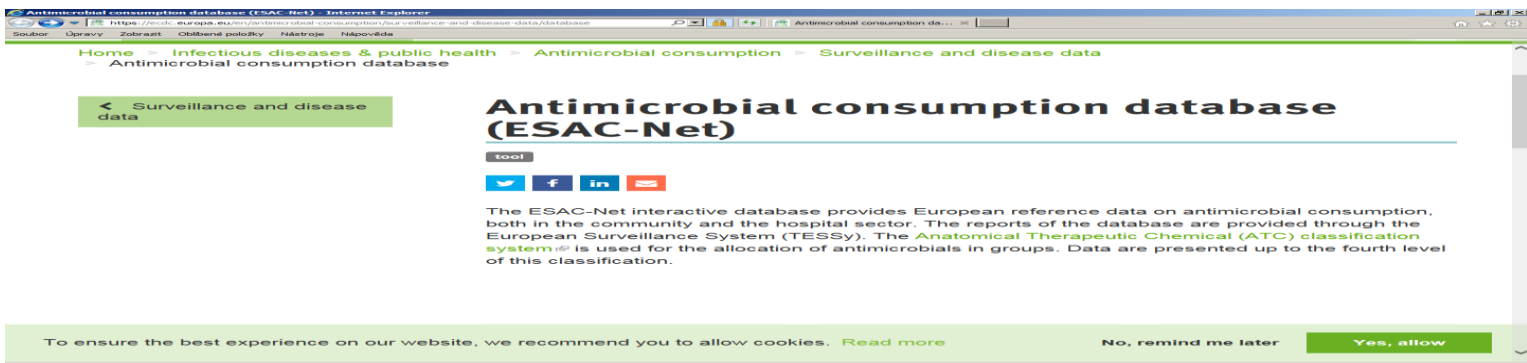 Antimicrobial consumption database (ESAC-Net) - Internet Explorer
https://ecdc.europa.eu/en/antimicrobial-consumption/surveillance-and-disease-data/database
Antimicrobial consumption da...
Soubor Úpravy Zobrazit Oblíbené položky Nástroje Nápověda
Home > Infectious diseases & public health > Antimicrobial consumption > Surveillance and disease data
> Antimicrobial consumption database
Surveillance and disease
data
Antimicrobial consumption database
(ESAC-Net)
tool
The ESAC-Net interactive database provides European reference data on antimicrobial consumption,
both in the community and the hospital sector. The reports of the database are provided through the
European Surveillance System (TESSy). The Anatomical Therapeutic Chemical (ATC) classification
system is used for the allocation of antimicrobials in groups. Data are presented up to the fourth level
of this classification.
To ensure the best experience on our website, we recommend you to allow cookies. Read more No, remind me later Yes, allow